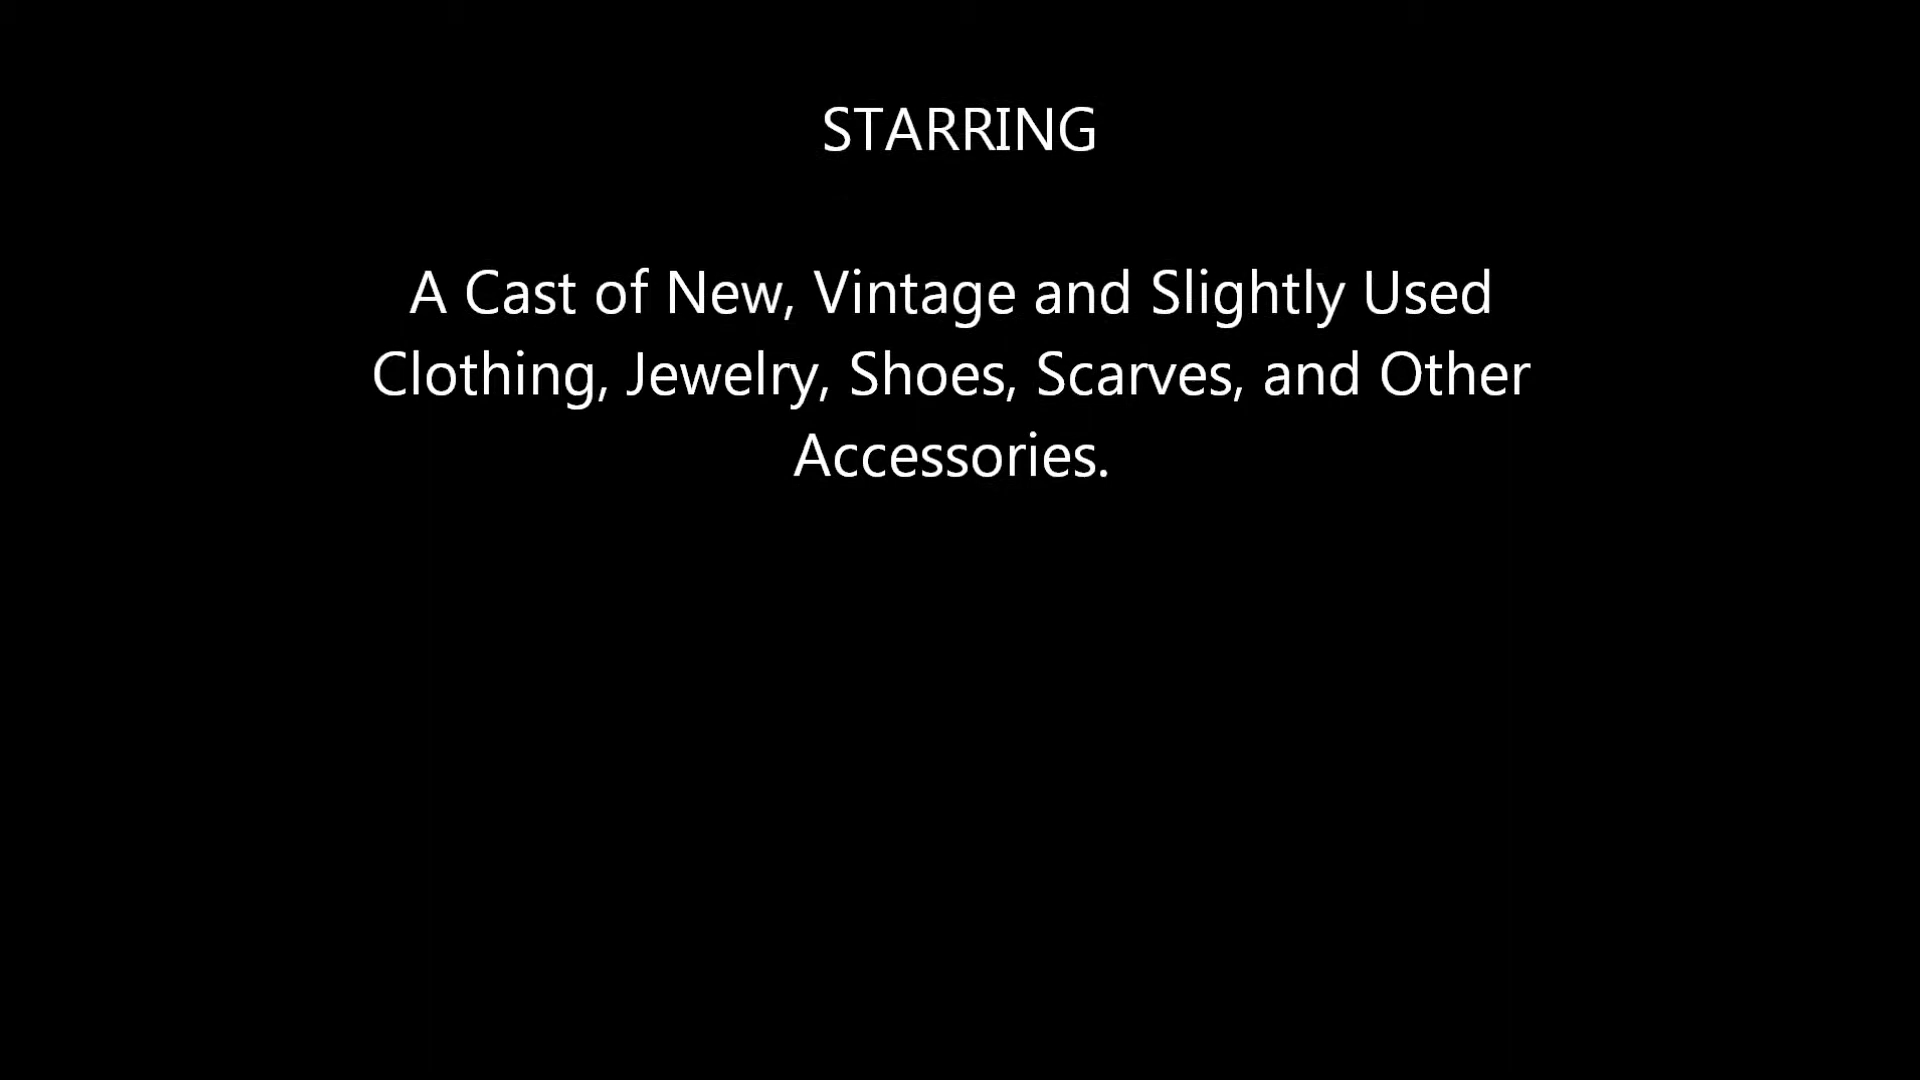 STARRING
A Cast of New, Vintage and Slightly Used
Clothing, Jewelry, Shoes, Scarves, and Other
Accessories.